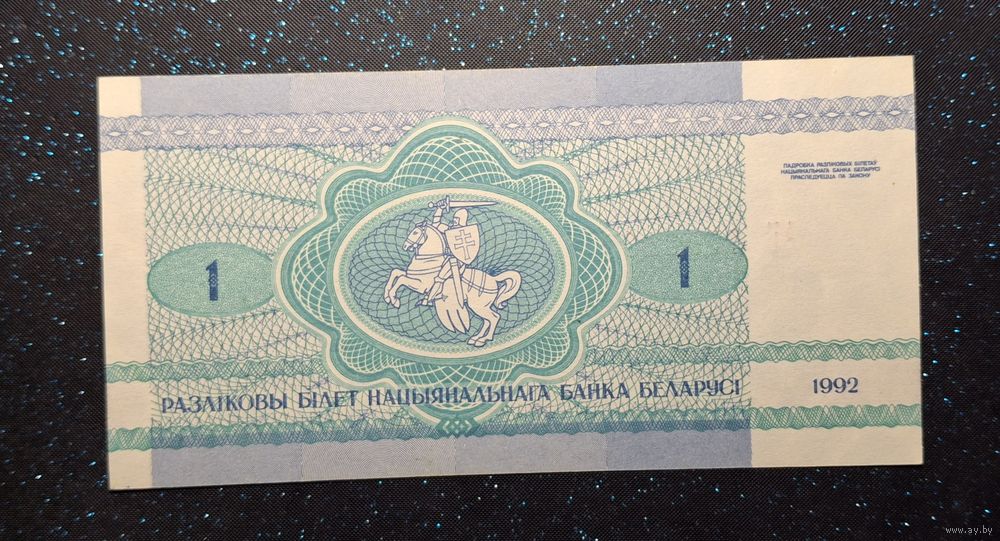 ПАДРОБКА РАЗЛІКОВЫХ БІЛЕТАЎ
НАЦЫЯНАЛЬНАГА БАНКА БЕЛАРУСІ
ПРАСЛЕДУЕЦЦА ПА ЗАКОНУ
1
1
РАЗЛІКОВЫ БІЛЕТ НАЦЫЯНАЛЬНАГА БАНКА БЕЛАРУСІ
1992
www.ay.by